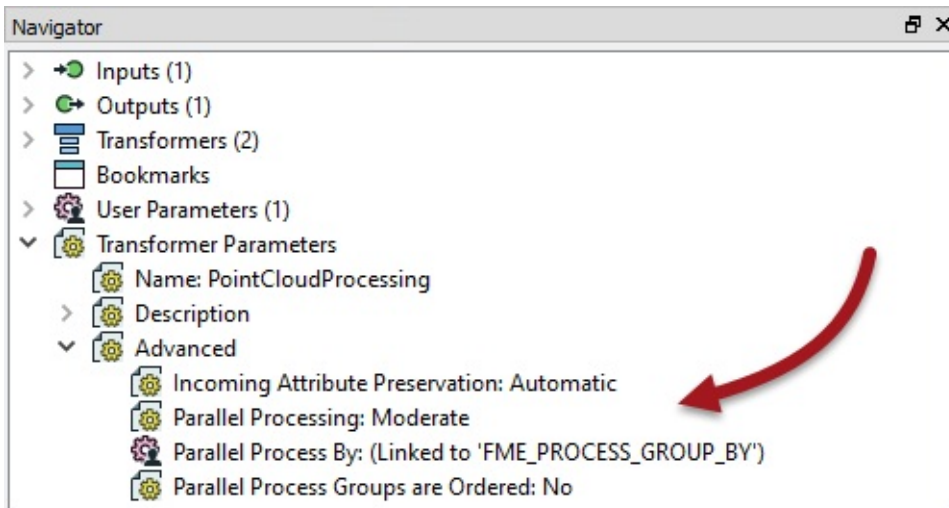 Navigator
Inputs (1)
Outputs (1)
Transformers (2)
Bookmarks
User Parameters (1)
Transformer Parameters
Name: PointCloudProcessing
Description
Advanced
Incoming Attribute Preservation: Automatic
Parallel Processing: Moderate
Parallel Process By: (Linked to 'FME_PROCESS_GROUP_BY')
Parallel Process Groups are Ordered: No